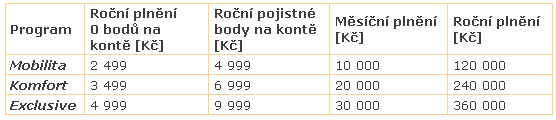 Program Roční plnění 0 bodů na kontě [Kč] Roční pojistné body na kontě [Kč] Měsíční plnění [Kč] Roční plnění [Kč]
Mobilita 2 499 4 999 10 000 120 000
Komfort 3 499 6 999 20 000 240 000
Exclusive 4 999 9 999 30 000 360 000